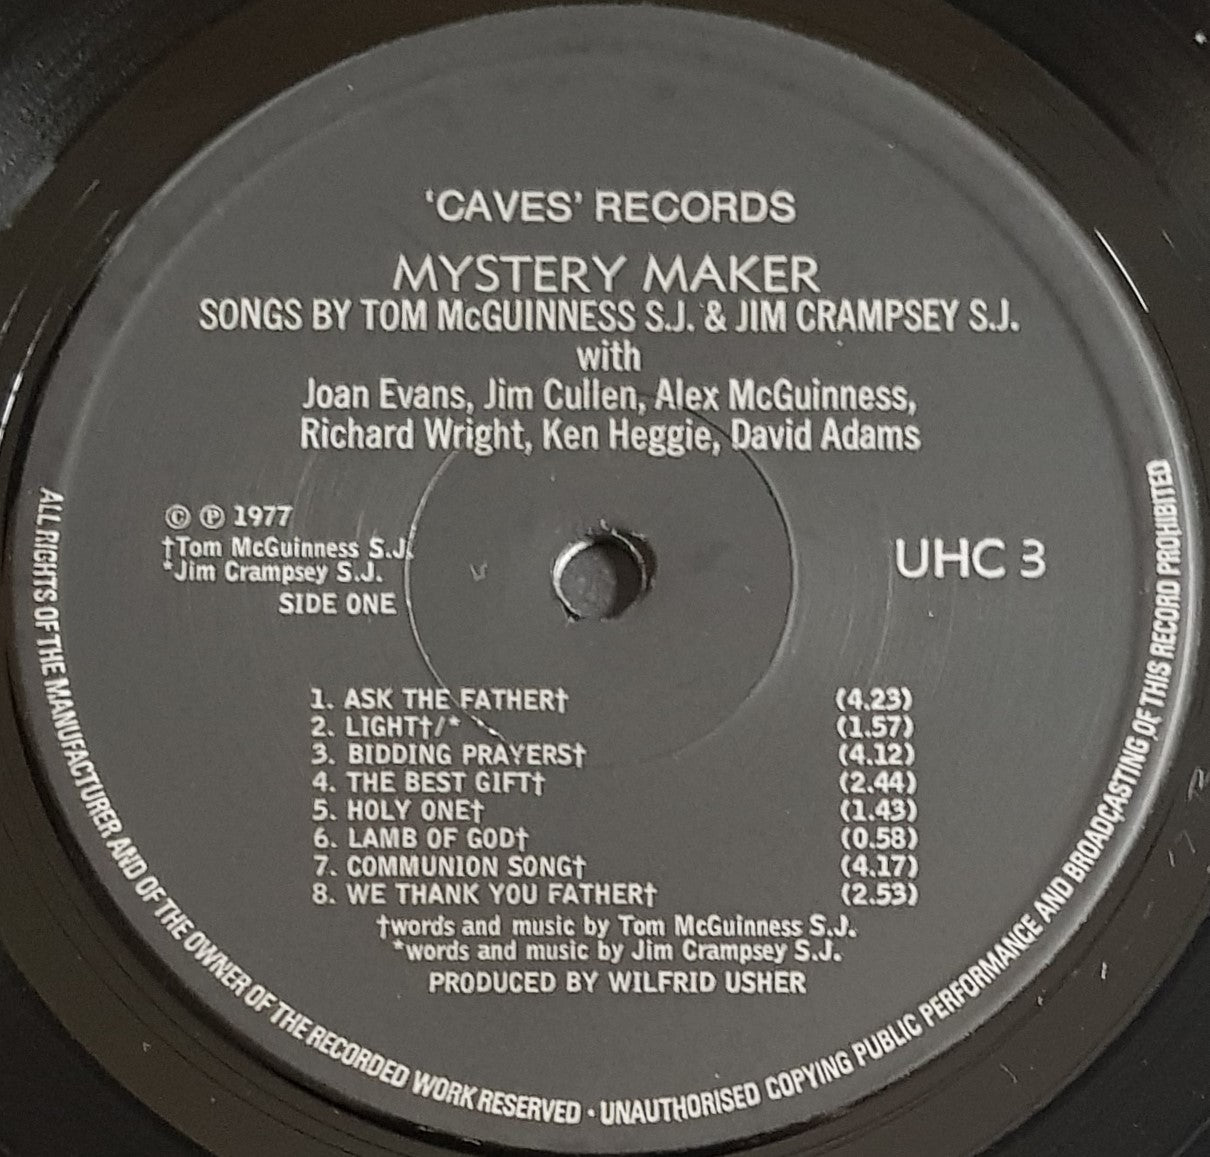 ‘CAVES’ RECORDS
MYSTERY MAKER
SONGS BY TOM McGUINNESS S.J. & JIM CRAMPSEY S.J.
with
Joan Evans, Jim Cullen, Alex McGuinness,
Richard Wright, Ken Heggie, David Adams
© ℗ 1977
†Tom McGuinness S.J.
*Jim Crampsey S.J.
SIDE ONE
UHC 3
1. ASK THE FATHER† (4.23)
2. LIGHT†/* (1.57)
3. BIDDING PRAYERS† (4.12)
4. THE BEST GIFT† (2.44)
5. HOLY ONE† (1.43)
6. LAMB OF GOD† (0.58)
7. COMMUNION SONG† (4.17)
8. WE THANK YOU FATHER† (2.53)
†words and music by Tom McGuinness S.J.
*words and music by Jim Crampsey S.J.
PRODUCED BY WILFRID USHER
ALL RIGHTS OF THE MANUFACTURER AND OF THE OWNER OF THE RECORDED WORK RESERVED · UNAUTHORISED COPYING PUBLIC PERFORMANCE AND BROADCASTING OF THIS RECORD PROHIBITED